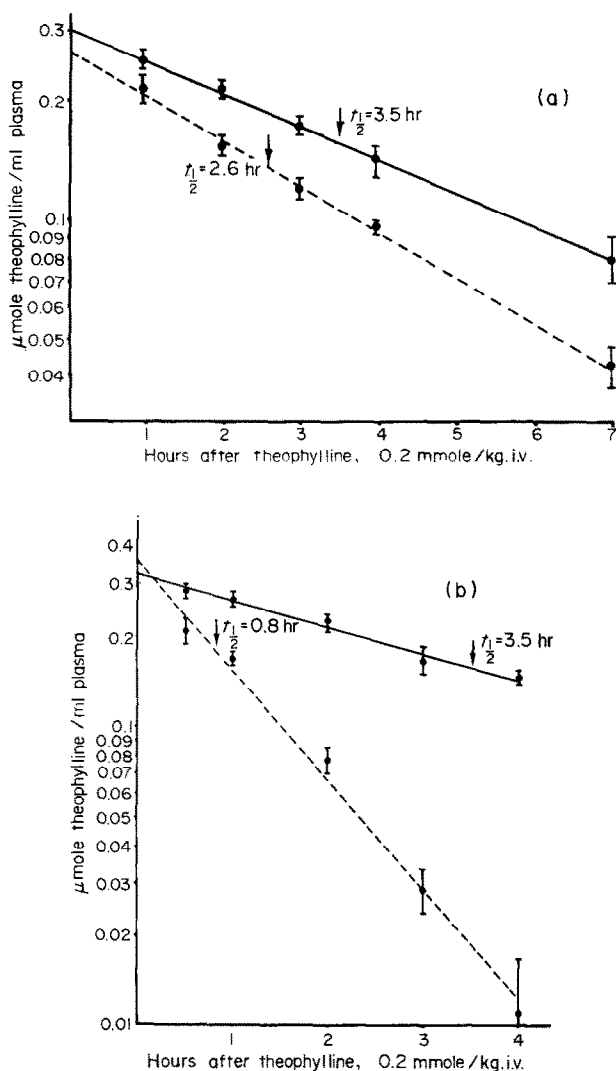 0.3
(a)
0.2
t½=3.5 hr
t½=2.6 hr
μmole theophylline/ml plasma
0.1
0.09
0.08
0.07
0.06
0.05
0.04
1 2 3 4 5 6 7
Hours after theophylline, 0.2 mmole/kg.i.v.
0.4
(b)
0.3
0.2
t½=0.8 hr
t½=3.5 hr
μmole theophylline/ml plasma
0.1
0.09
0.08
0.07
0.06
0.05
0.04
0.03
0.02
0.01
1 2 3 4
Hours after theophylline, 0.2 mmole/kg.i.v.